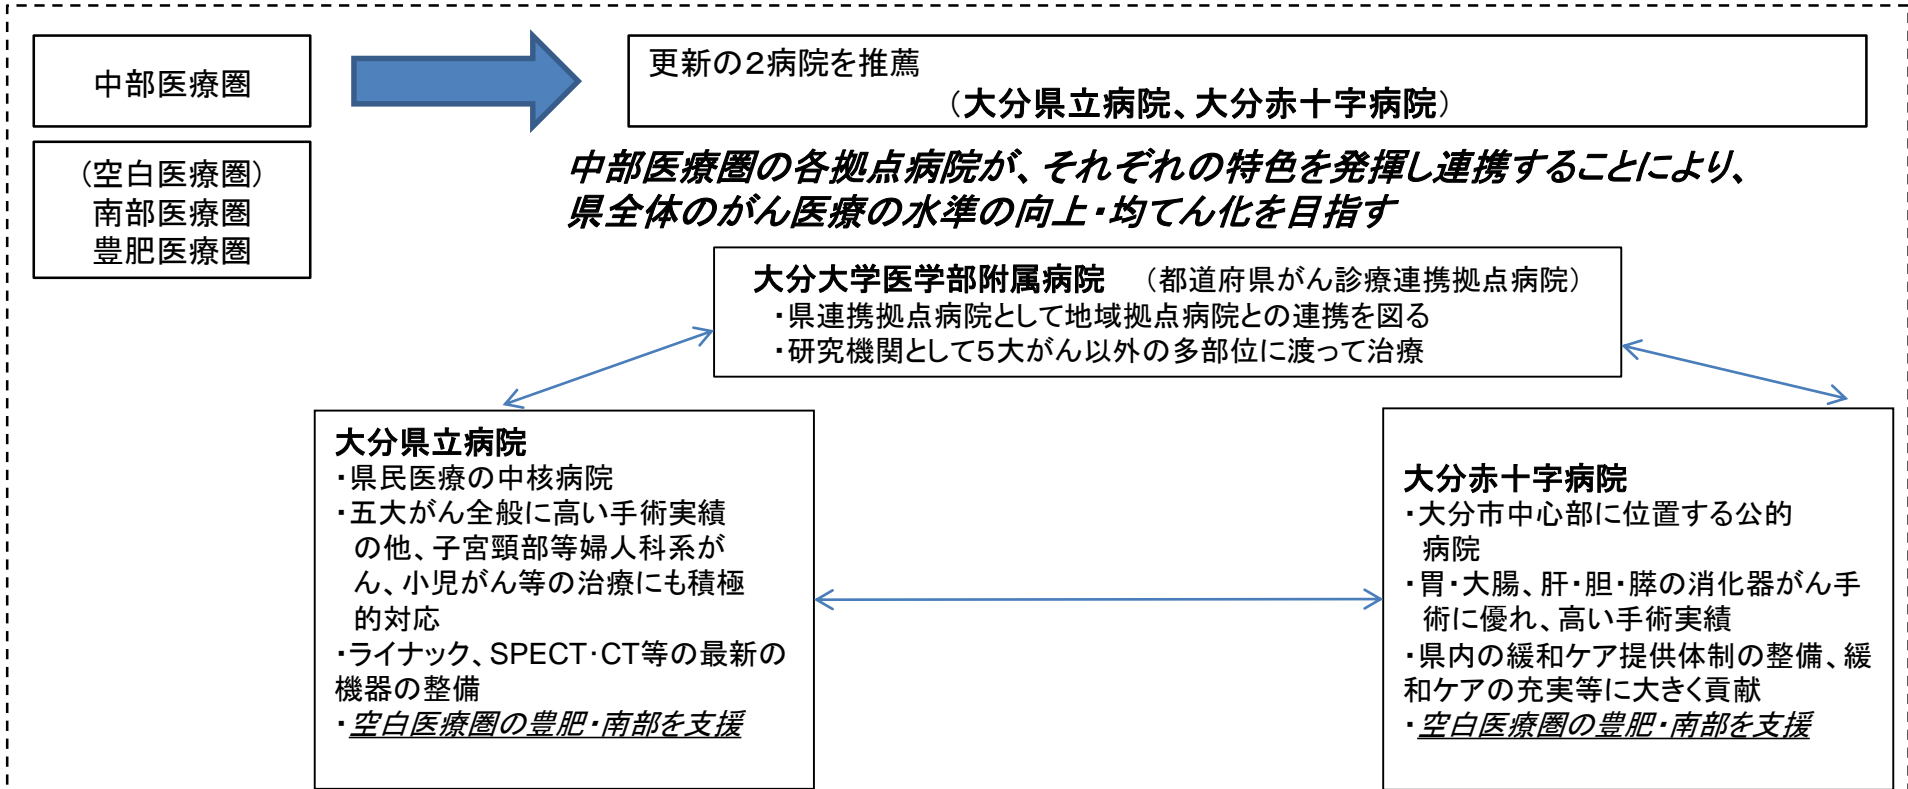 中部医療圏
更新の2病院を推薦
(大分県立病院、大分赤十字病院)
(空白医療圏)
南部医療圏
豊肥医療圏
中部医療圏の各拠点病院が、それぞれの特色を発揮し連携することにより、
県全体のがん医療の水準の向上・均てん化を目指す
大分大学医学部附属病院 (都道府県がん診療連携拠点病院)
・県連携拠点病院として地域拠点病院との連携を図る
・研究機関として5大がん以外の多部位に渡って治療
大分県立病院
・県民医療の中核病院
・五大がん全般に高い手術実績
の他、子宮頸部等婦人科系が
ん、小児がん等の治療にも積極
的対応
・ライナック、SPECT・CT等の最新の
機器の整備
・空白医療圏の豊肥・南部を支援
大分赤十字病院
・大分市中心部に位置する公的
病院
・胃・大腸、肝・胆・膵の消化器がん手
術に優れ、高い手術実績
・県内の緩和ケア提供体制の整備、緩
和ケアの充実等に大きく貢献
・空白医療圏の豊肥・南部を支援